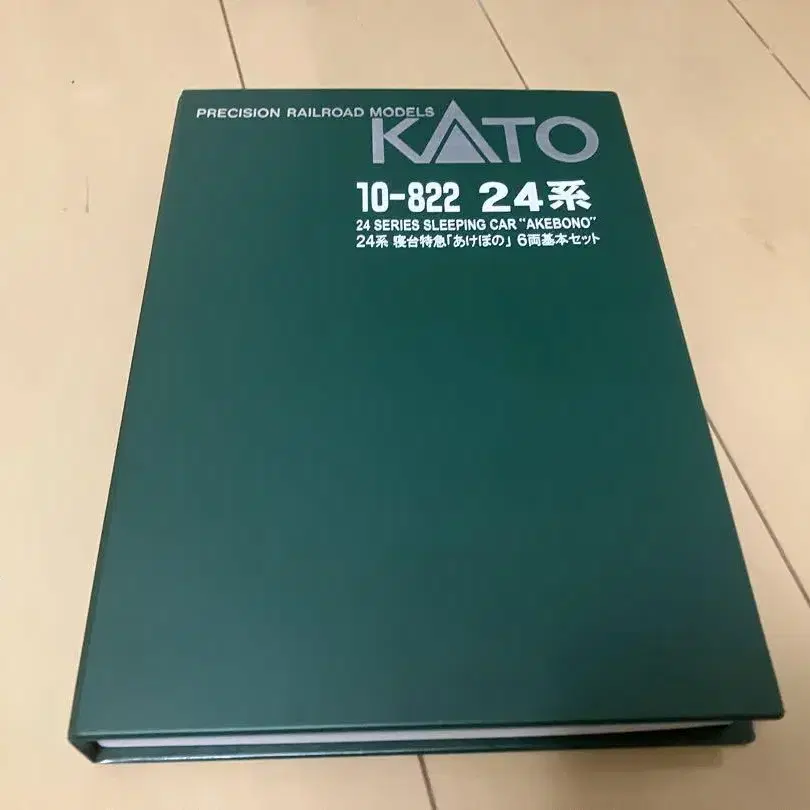 PRECISION RAILROAD MODELS
KATO
10-822 24系
24 SERIES SLEEPING CAR "AKEBONO"
24系 寝台特急「あけぼの」 6両基本セット